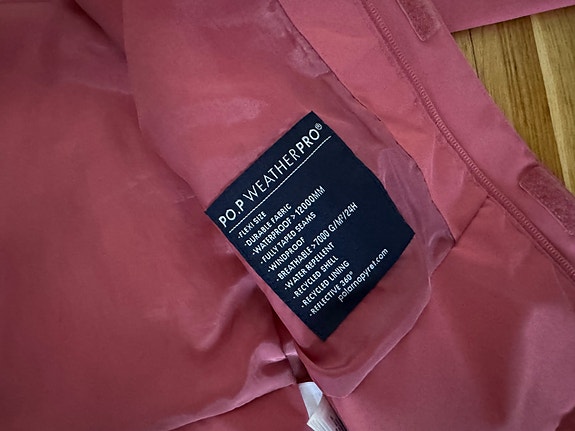 PO.P WEATHERPRO®
·FLEXI SIZE
·DURABLE FABRIC
·WATERPROOF>12000MM
·FULLY TAPED SEAMS
·WINDPROOF
·BREATHABLE>7000 G/M²/24H
·WATER REPELLENT
·RECYCLED SHELL
·RECYCLED LINING
·REFLECTIVE 360°
polarnopyret.com